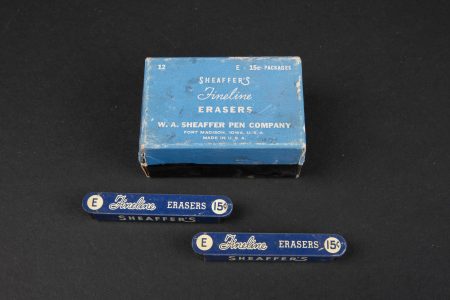 12 E - 15¢ PACKAGES
SHEAFFER'S
Fineline
ERASERS
W. A. SHEAFFER PEN COMPANY
FORT MADISON, IOWA, U.S.A.
MADE IN U.S.A.
E Fineline ERASERS 15¢
SHEAFFER'S
E Fineline ERASERS 15¢
SHEAFFER'S